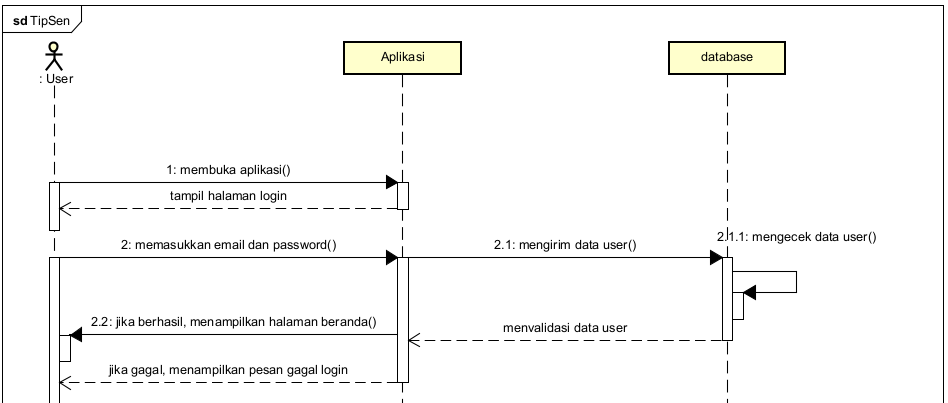 sd TipSen
: User
Aplikasi
database
1: membuka aplikasi()
tampil halaman login
2: memasukkan email dan password()
2.1: mengirim data user()
2.1.1: mengecek data user()
2.2: jika berhasil, menampilkan halaman beranda()
menvalidasi data user
jika gagal, menampilkan pesan gagal login